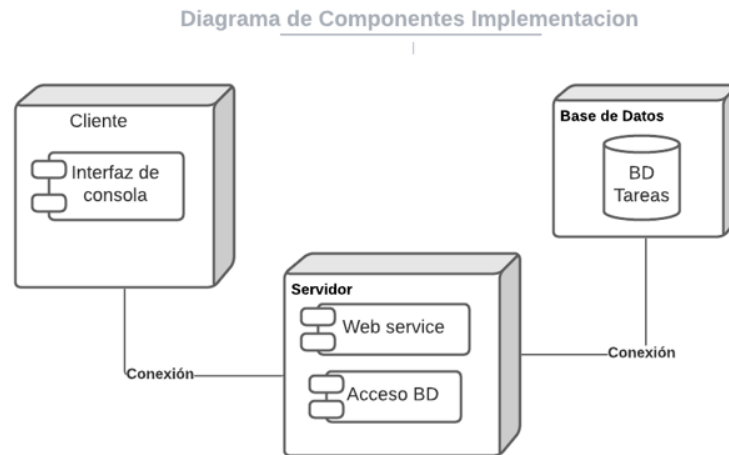 Diagrama de Componentes Implementacion
Cliente
Interfaz de
consola
Base de Datos
BD
Tareas
Servidor
Web service
Acceso BD
Conexión
Conexión